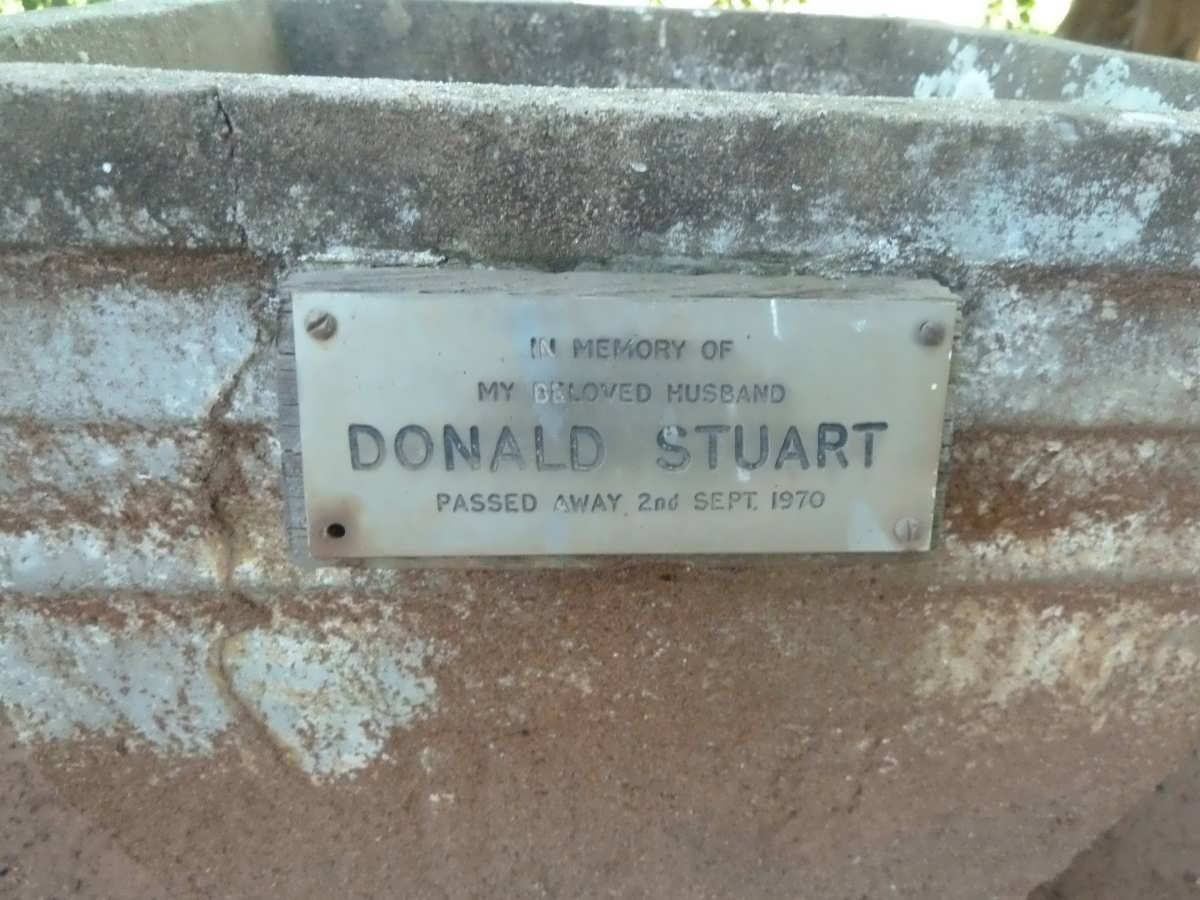 IN MEMORY OF
MY BELOVED HUSBAND
DONALD STUART
PASSED AWAY 2nd SEPT. 1970